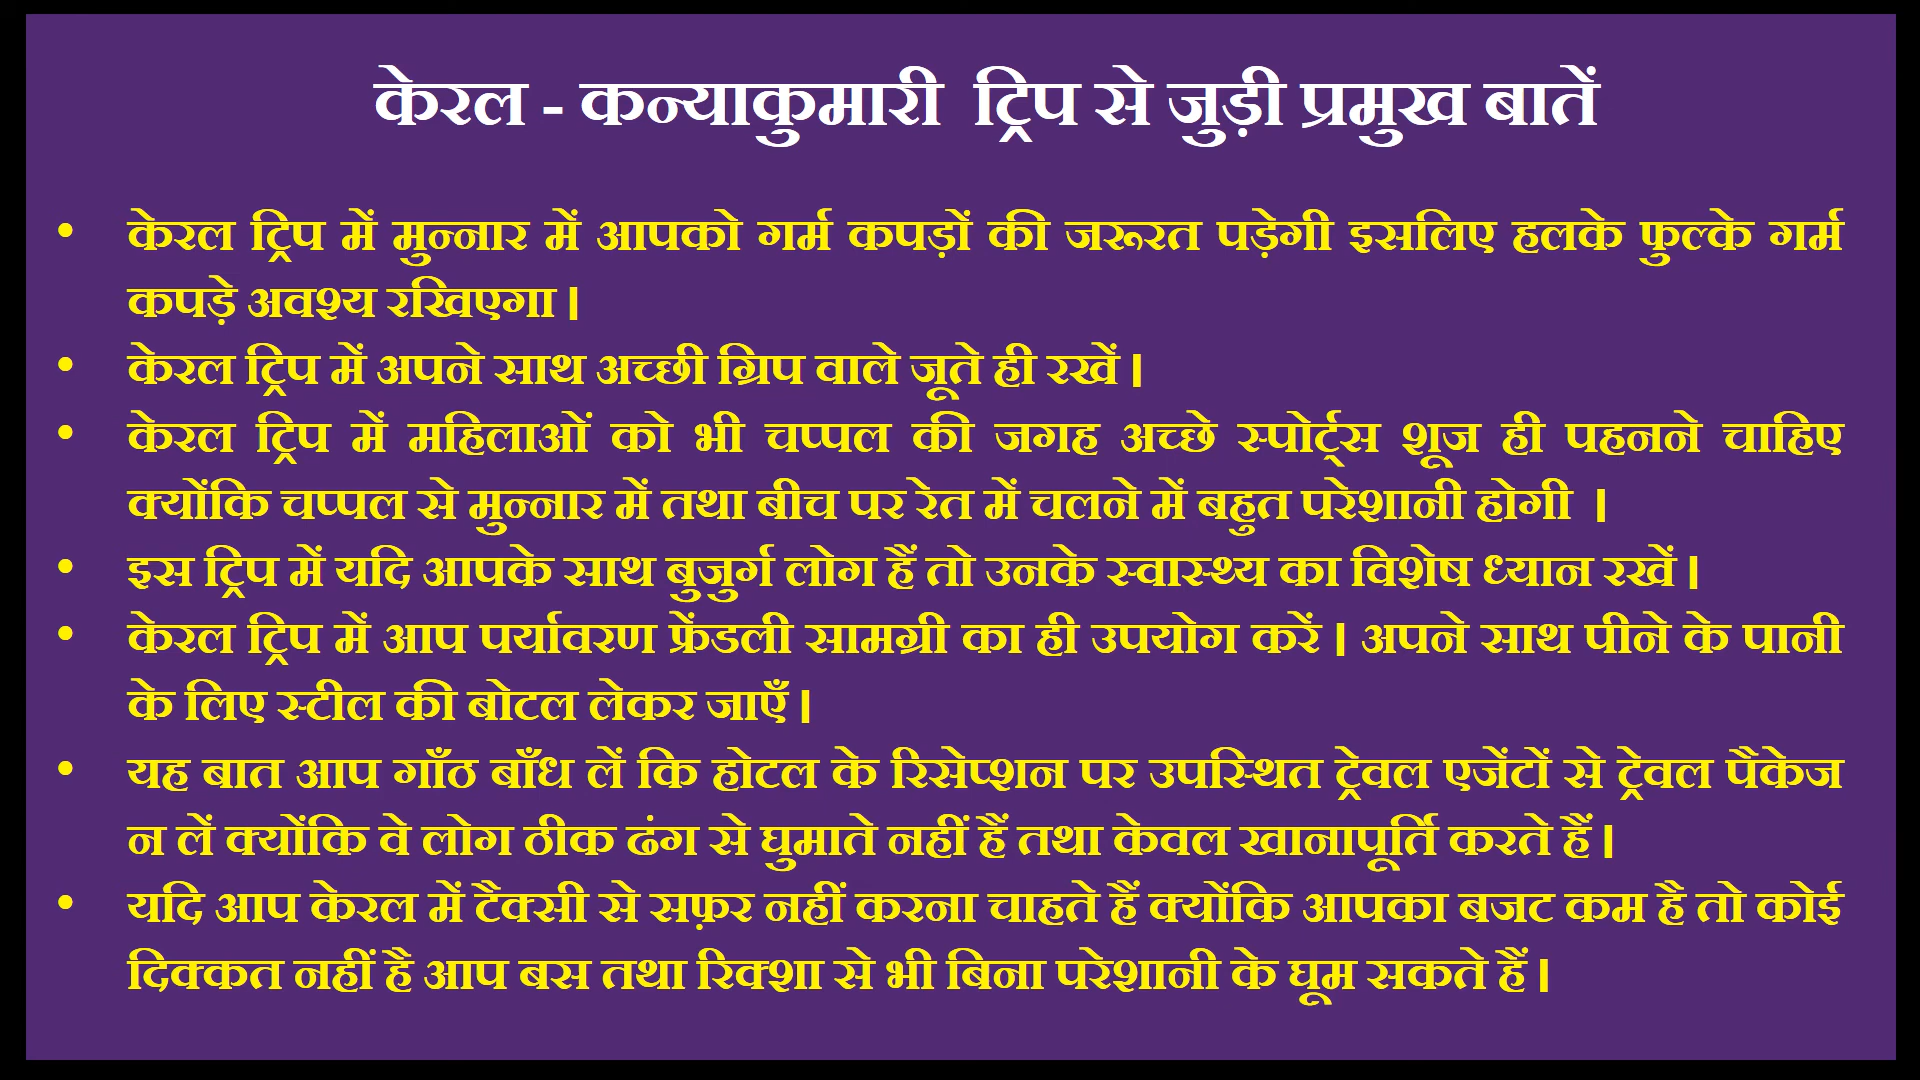 केरल - कन्याकुमारी ट्रिप से जुड़ी प्रमुख बातें
• केरल ट्रिप में मुन्नार में आपको गर्म कपड़ों की जरूरत पड़ेगी इसलिए हलके फुल्के गर्म
कपड़े अवश्य रखिएगा।
• केरल ट्रिप में अपने साथ अच्छी ग्रिप वाले जूते ही रखें।
• केरल ट्रिप में महिलाओं को भी चप्पल की जगह अच्छे स्पोर्ट्स शूज ही पहनने चाहिए
क्योंकि चप्पल से मुन्नार में तथा बीच पर रेत में चलने में बहुत परेशानी होगी ।
• इस ट्रिप में यदि आपके साथ बुजुर्ग लोग हैं तो उनके स्वास्थ्य का विशेष ध्यान रखें।
• केरल ट्रिप में आप पर्यावरण फ्रेंडली सामग्री का ही उपयोग करें। अपने साथ पीने के पानी
के लिए स्टील की बोटल लेकर जाएँ।
• यह बात आप गाँठ बाँध लें कि होटल के रिसेप्शन पर उपस्थित ट्रेवल एजेंटों से ट्रेवल पैकेज
न लें क्योंकि वे लोग ठीक ढंग से घुमाते नहीं हैं तथा केवल खानापूर्ति करते हैं।
• यदि आप केरल में टैक्सी से सफ़र नहीं करना चाहते हैं क्योंकि आपका बजट कम है तो कोई
दिक्कत नहीं है आप बस तथा रिक्शा से भी बिना परेशानी के घूम सकते हैं।